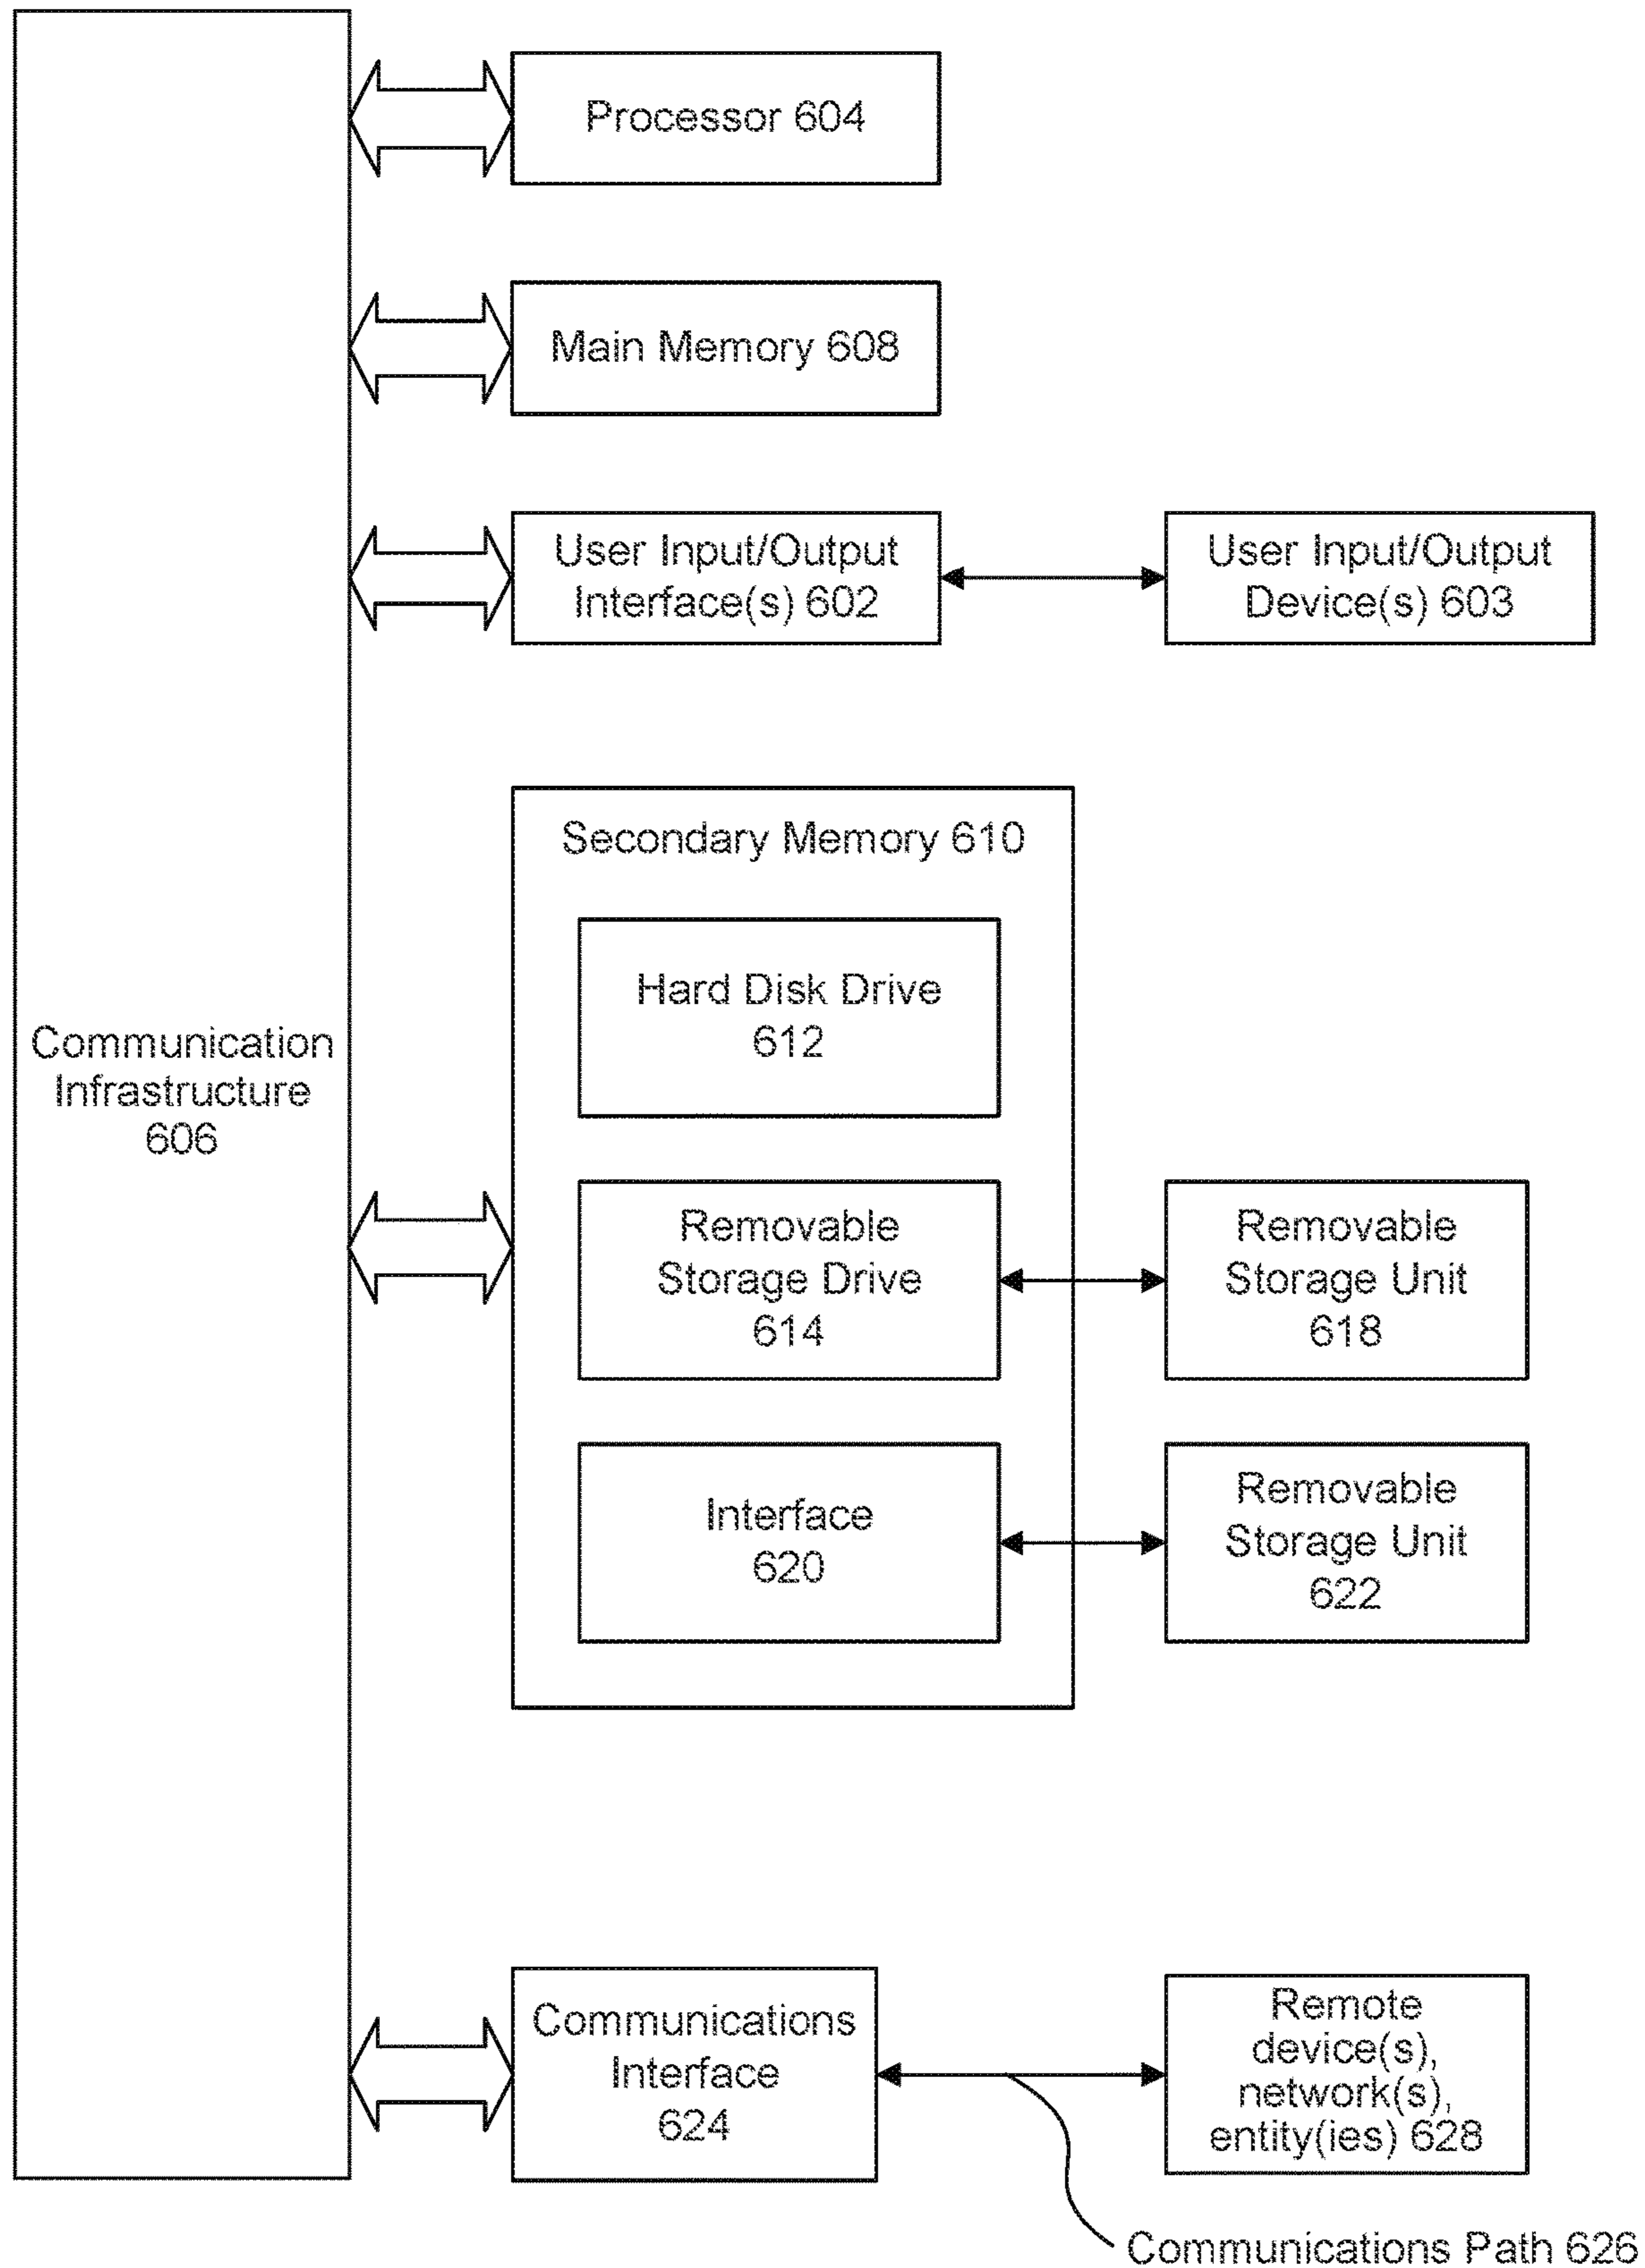 Processor 604
Main Memory 608
User Input/Output
Interface(s) 602
User Input/Output
Device(s) 603
Secondary Memory 610
Hard Disk Drive
612
Communication
Infrastructure
606
Removable
Storage Drive
614
Removable
Storage Unit
618
Interface
620
Removable
Storage Unit
622
Communications
Interface
624
Remote
device(s),
network(s),
entity(ies) 628
Communications Path 626